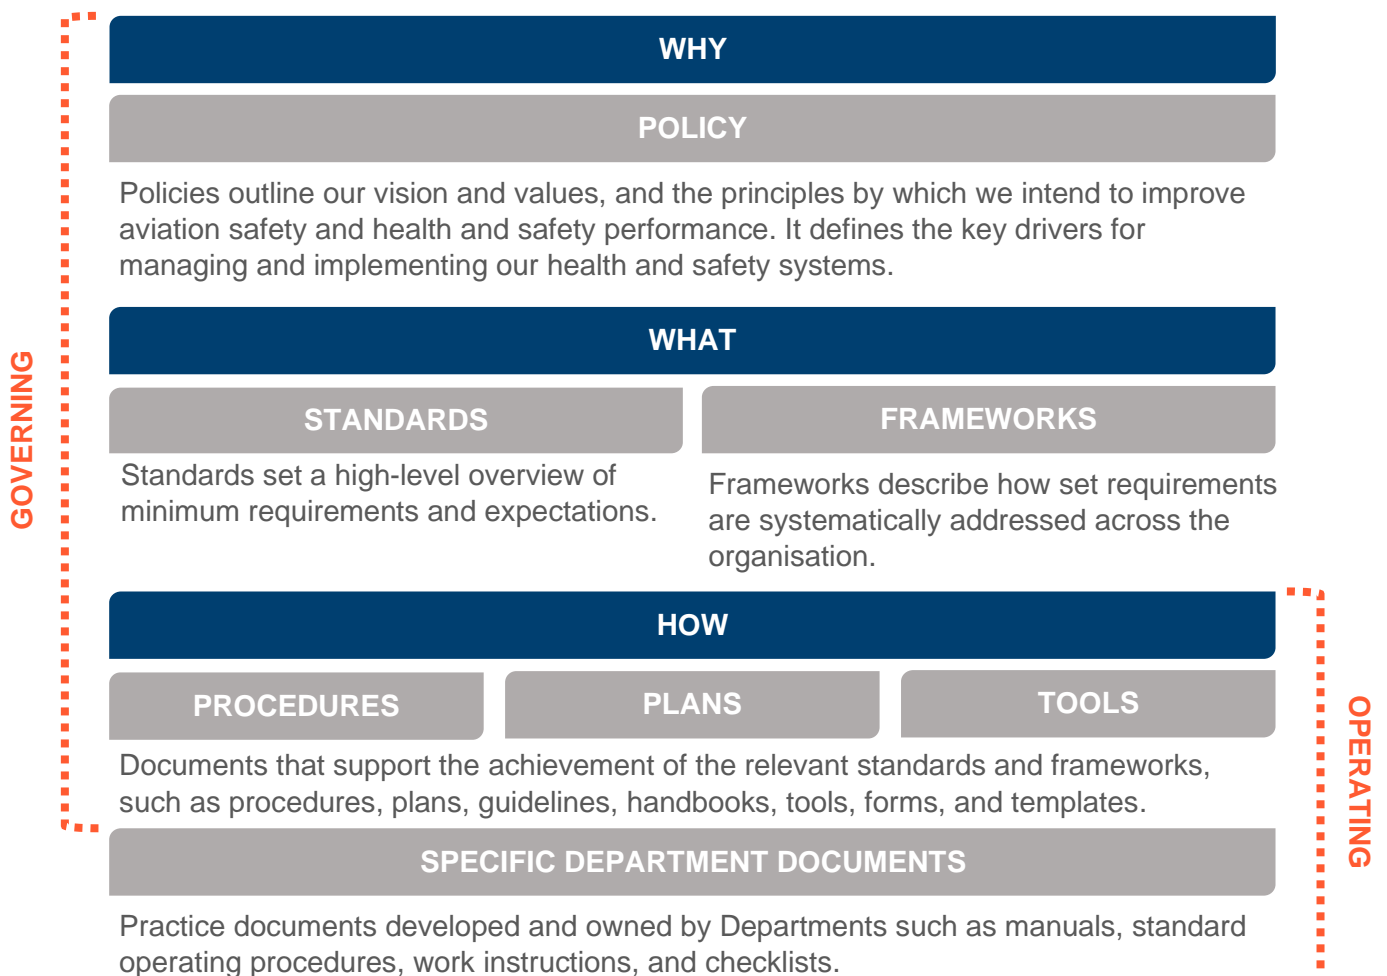 WHY
POLICY
Policies outline our vision and values, and the principles by which we intend to improve
aviation safety and health and safety performance. It defines the key drivers for
managing and implementing our health and safety systems.
GOVERNING
WHAT
STANDARDS
Standards set a high-level overview of
minimum requirements and expectations.
FRAMEWORKS
Frameworks describe how set requirements
are systematically addressed across the
organisation.
HOW
PROCEDURES
PLANS
TOOLS
Documents that support the achievement of the relevant standards and frameworks,
such as procedures, plans, guidelines, handbooks, tools, forms, and templates.
OPERATING
SPECIFIC DEPARTMENT DOCUMENTS
Practice documents developed and owned by Departments such as manuals, standard
operating procedures, work instructions, and checklists.